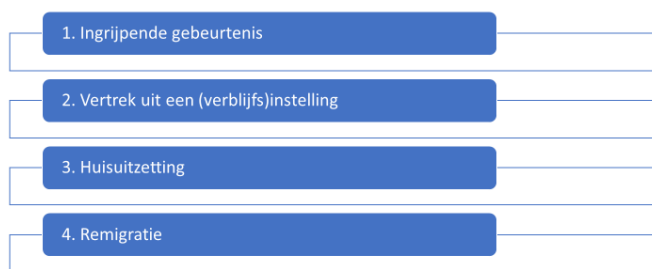 1. Ingrijpende gebeurtenis
2. Vertrek uit een (verblijfs)instelling
3. Huisuitzetting
4. Remigratie